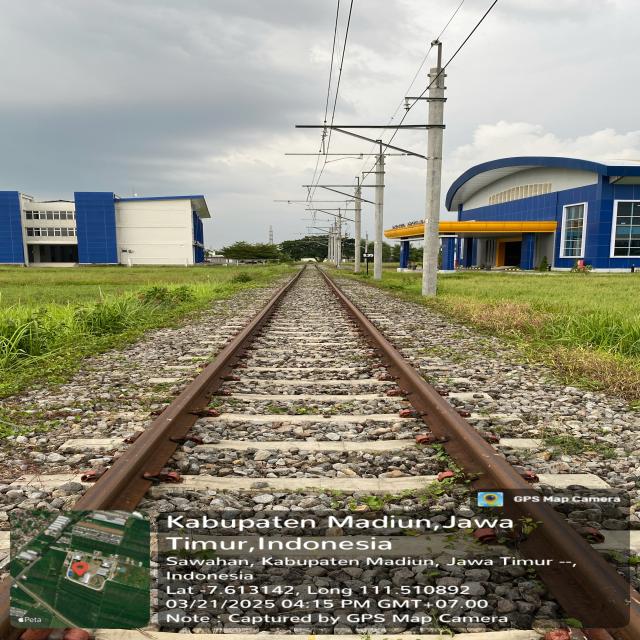 GPS Map Camera
Kabupaten Madiun,Jawa
Timur,Indonesia
Sawahan, Kabupaten Madiun, Jawa Timur --,
Indonesia
Lat -7.613142, Long 111.510892
03/21/2025 04:15 PM GMT+07.00
Note : Captured by GPS Map Camera
Peta